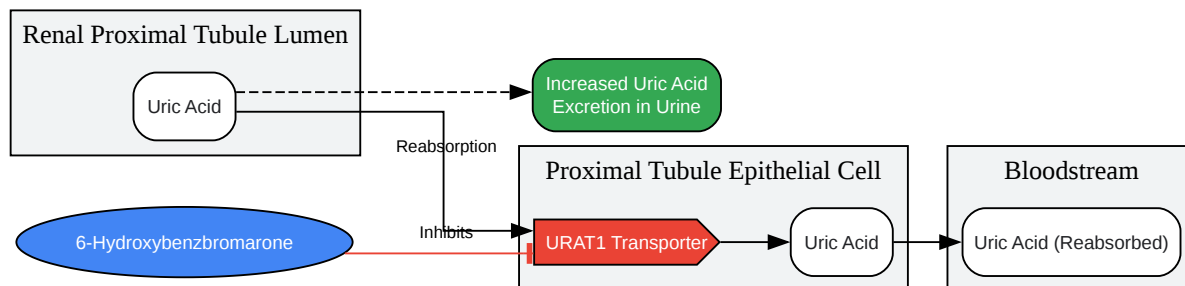 Renal Proximal Tubule Lumen
Uric Acid
Increased Uric Acid
Excretion in Urine
Reabsorption
Proximal Tubule Epithelial Cell
Bloodstream
6-Hydroxybenzbromarone
Inhibits
URAT1 Transporter
Uric Acid
Uric Acid (Reabsorbed)